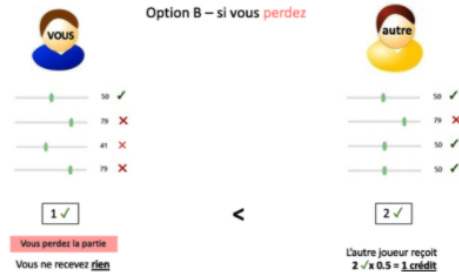 Option B – si vous perdez
vous
autre
50 ✓
79 ✕
41 ✕
79 ✕
50 ✓
79 ✕
50 ✓
50 ✓
1 ✓
<
2 ✓
Vous perdez la partie
Vous ne recevez rien
L'autre joueur reçoit
2 √x 0.5 = 1 crédit